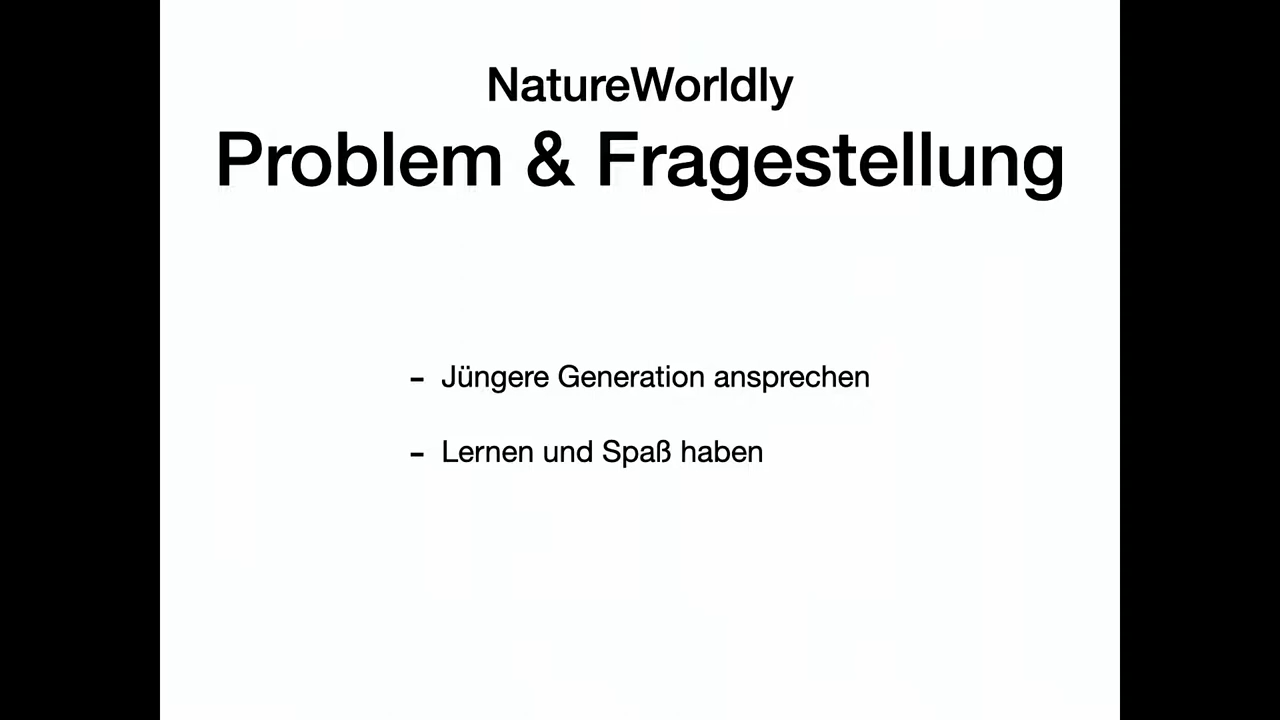 NatureWorldly
Problem & Fragestellung
- Jüngere Generation ansprechen
- Lernen und Spaß haben